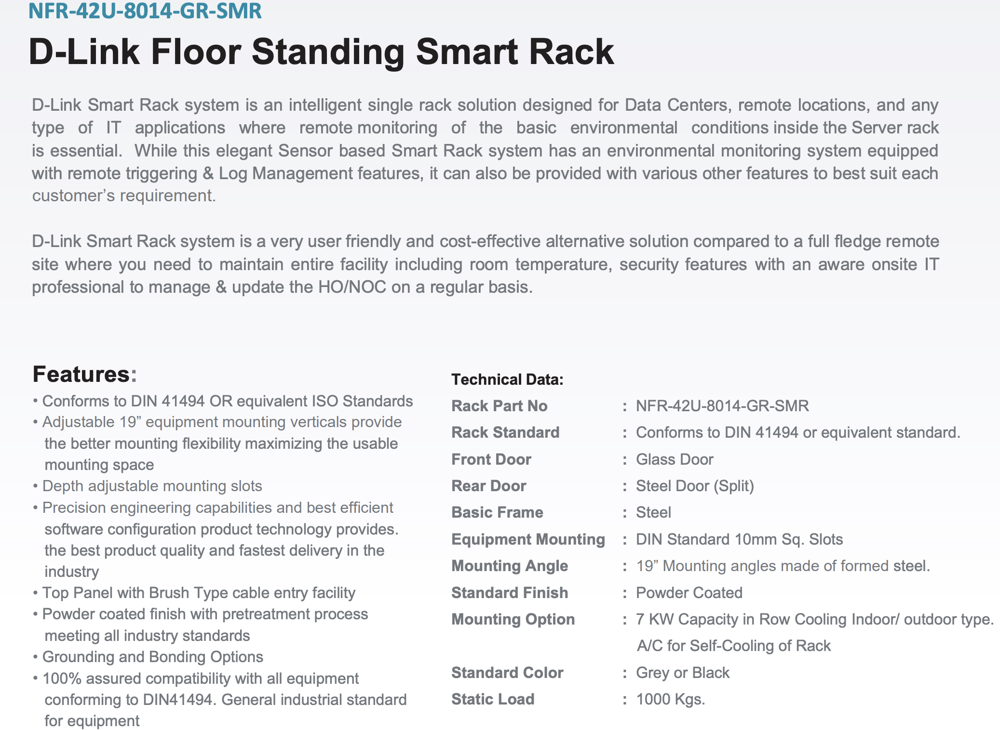 NFR-42U-8014-GR-SMR
D-Link Floor Standing Smart Rack
D-Link Smart Rack system is an intelligent single rack solution designed for Data Centers, remote locations, and any
type of IT applications where remote monitoring of the basic environmental conditions inside the Server rack
is essential. While this elegant Sensor based Smart Rack system has an environmental monitoring system equipped
with remote triggering & Log Management features, it can also be provided with various other features to best suit each
customer’s requirement.
D-Link Smart Rack system is a very user friendly and cost-effective alternative solution compared to a full fledge remote
site where you need to maintain entire facility including room temperature, security features with an aware onsite IT
professional to manage & update the HO/NOC on a regular basis.
Features:
• Conforms to DIN 41494 OR equivalent ISO Standards
• Adjustable 19” equipment mounting verticals provide
the better mounting flexibility maximizing the usable
mounting space
• Depth adjustable mounting slots
• Precision engineering capabilities and best efficient
software configuration product technology provides.
the best product quality and fastest delivery in the
industry
• Top Panel with Brush Type cable entry facility
• Powder coated finish with pretreatment process
meeting all industry standards
• Grounding and Bonding Options
• 100% assured compatibility with all equipment
conforming to DIN41494. General industrial standard
for equipment
Technical Data:
Rack Part No : NFR-42U-8014-GR-SMR
Rack Standard : Conforms to DIN 41494 or equivalent standard.
Front Door : Glass Door
Rear Door : Steel Door (Split)
Basic Frame : Steel
Equipment Mounting : DIN Standard 10mm Sq. Slots
Mounting Angle : 19” Mounting angles made of formed steel.
Standard Finish : Powder Coated
Mounting Option : 7 KW Capacity in Row Cooling Indoor/ outdoor type.
A/C for Self-Cooling of Rack
Standard Color : Grey or Black
Static Load : 1000 Kgs.